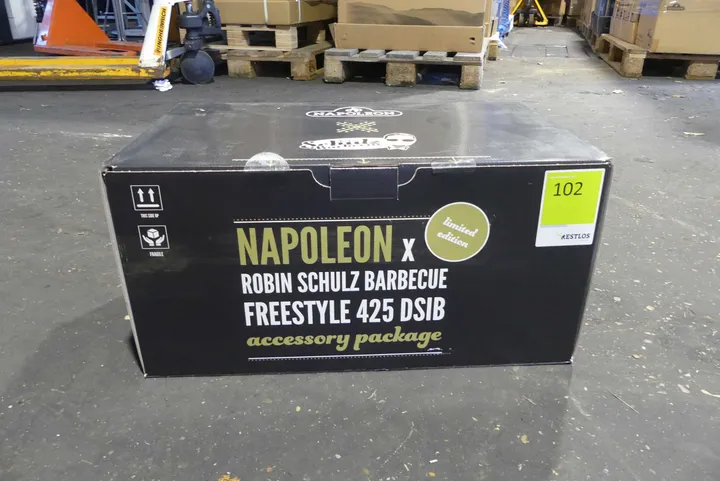 NAPOLEON
THIS SIDE UP
FRAGILE
NAPOLEON x
limited
edition
ROBIN SCHULZ BARBECUE
FREESTYLE 425 DSIB
accessory package
102
RESTLOS